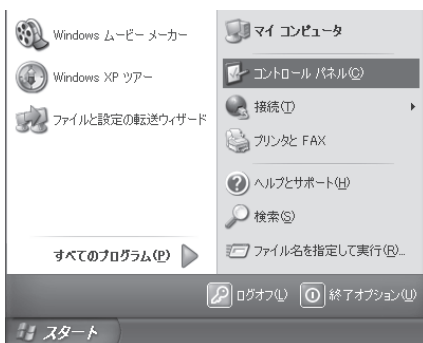 Windows ムービー メーカー
Windows XP ツアー
ファイルと設定の転送ウィザード
すべてのプログラム(P)
マイ コンピュータ
コントロール パネル(C)
接続(T)
プリンタと FAX
ヘルプとサポート(H)
検索(S)
ファイル名を指定して実行(R)...
ログオフ(L)
終了オプション(U)
スタート